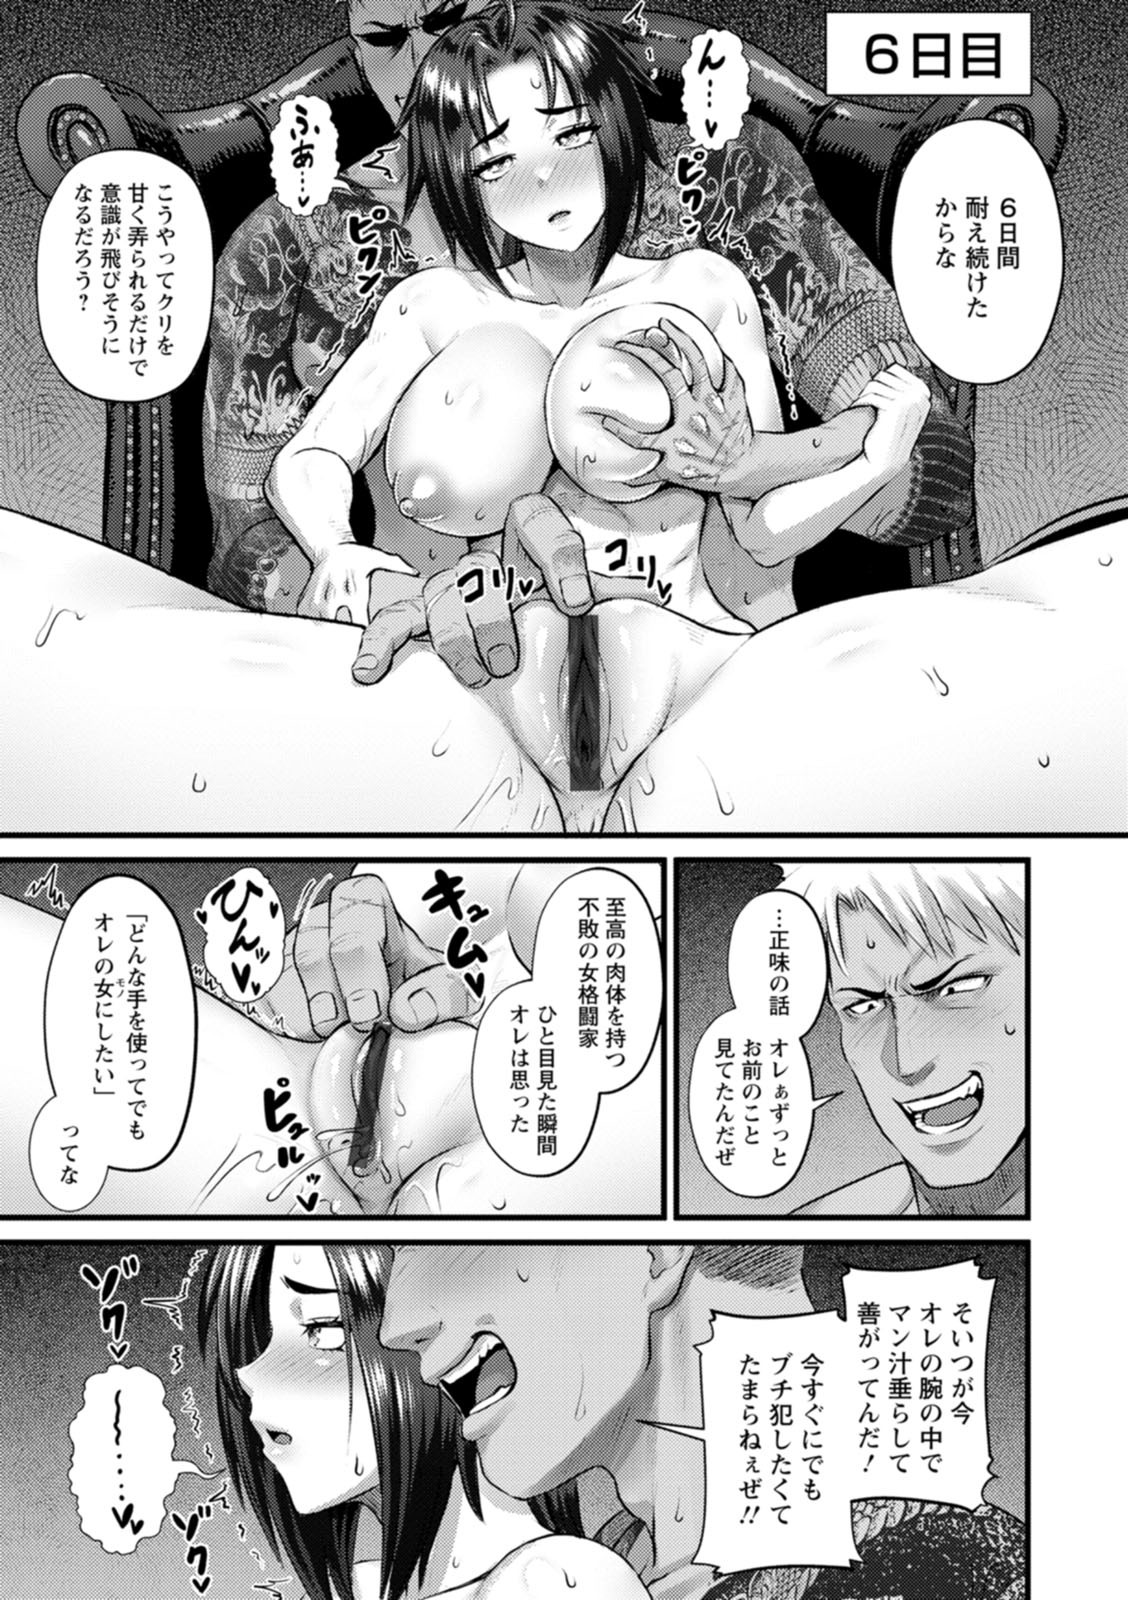 6日目
6日間
耐え続けた
からな
ん…♥
ふぁ…♥
ピクン
ピクン
こうやってクリを
甘く弄られるだけで
意識が飛びそうに
なるだろう？
コリ♥
コリ♥
…正味の話
オレぁずっと
お前のこと
見てたんだぜ
至高の肉体を持つ
不敗の女格闘家
ひと目見た瞬間
オレは思った
キュム♥
ひんッ♥
ピュルッ♥
「どんな手を使ってでも
オレの女にしたい」
モノ
ってな
そいつが今
オレの腕の中で
マン汁垂らして
善がってんだ！
今すぐにでも
ブチ犯したくて
たまらねぇぜ!!
ゾクッ♥
〜……♥
ゾクッ♥